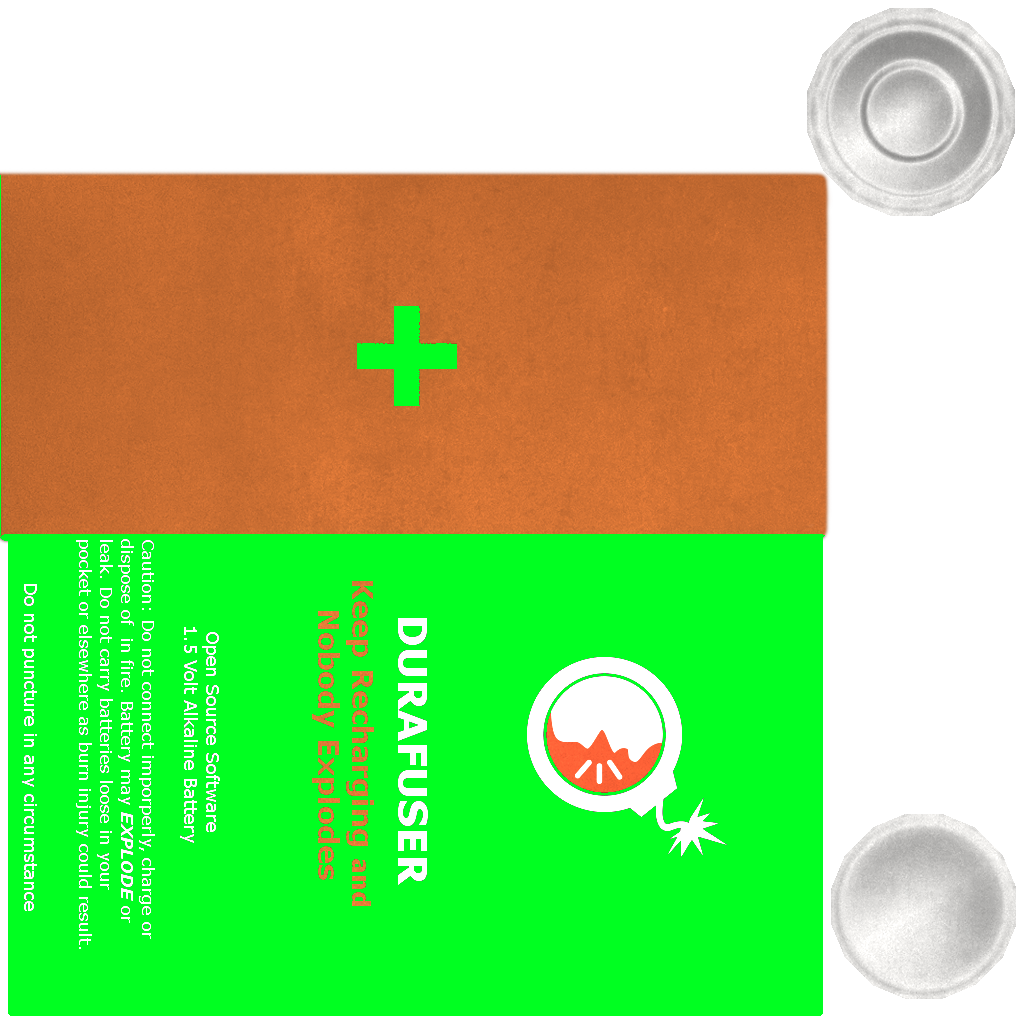 DURAFUSER
Keep Recharging and
Nobody Explodes
Open Source Software
1.5 Volt Alkaline Battery
Caution: Do not connect imporperly, charge or
dispose of in fire. Battery may EXPLODE or
leak. Do not carry batteries loose in your
pocket or elsewhere as burn injury could result.
Do not puncture in any circumstance